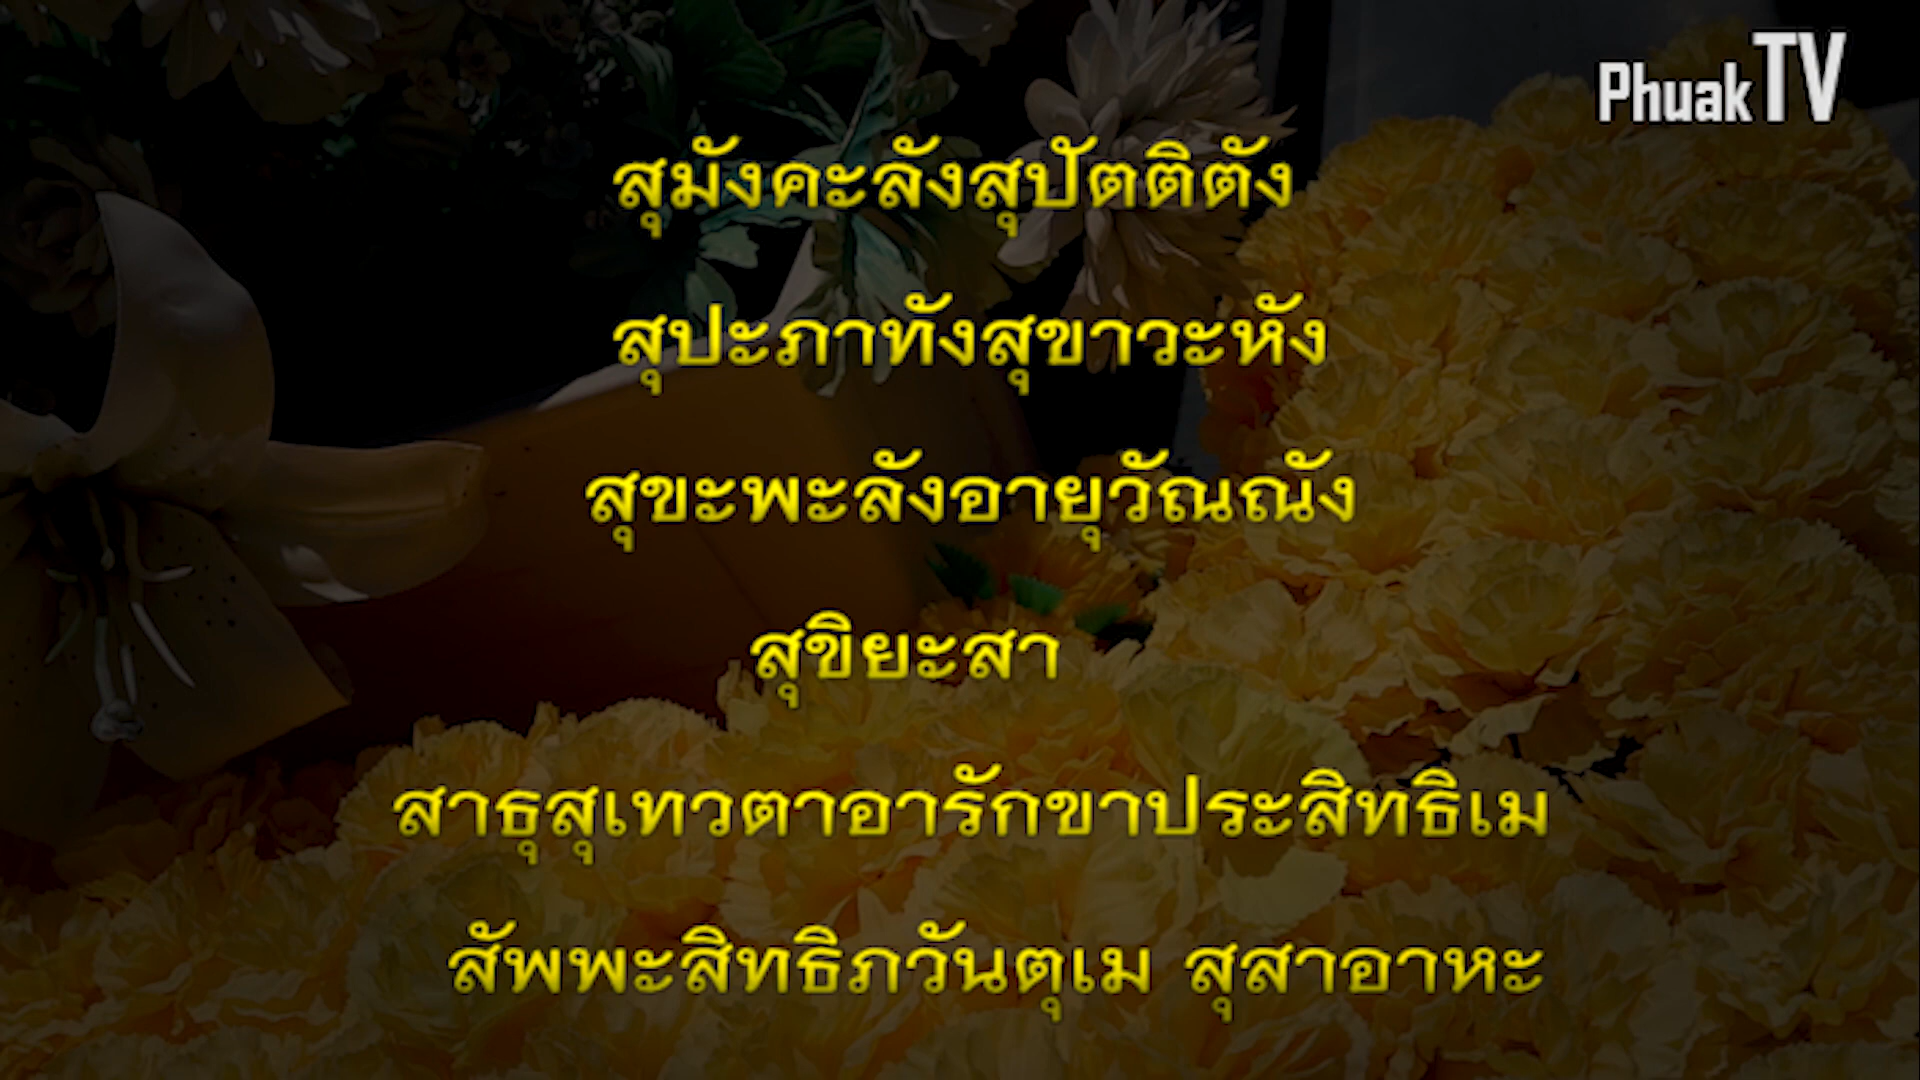 PhuakTV
สุมังคะลังสุปัตติตัง
สุปะภาทังสุขาวะหัง
สุขะพะลังอายุวัณณัง
สุขิยะสา
สาธุสุเทวตาอารักขาประสิทธิเม
สัพพะสิทธิภวันตุเม สุสาอาหะ